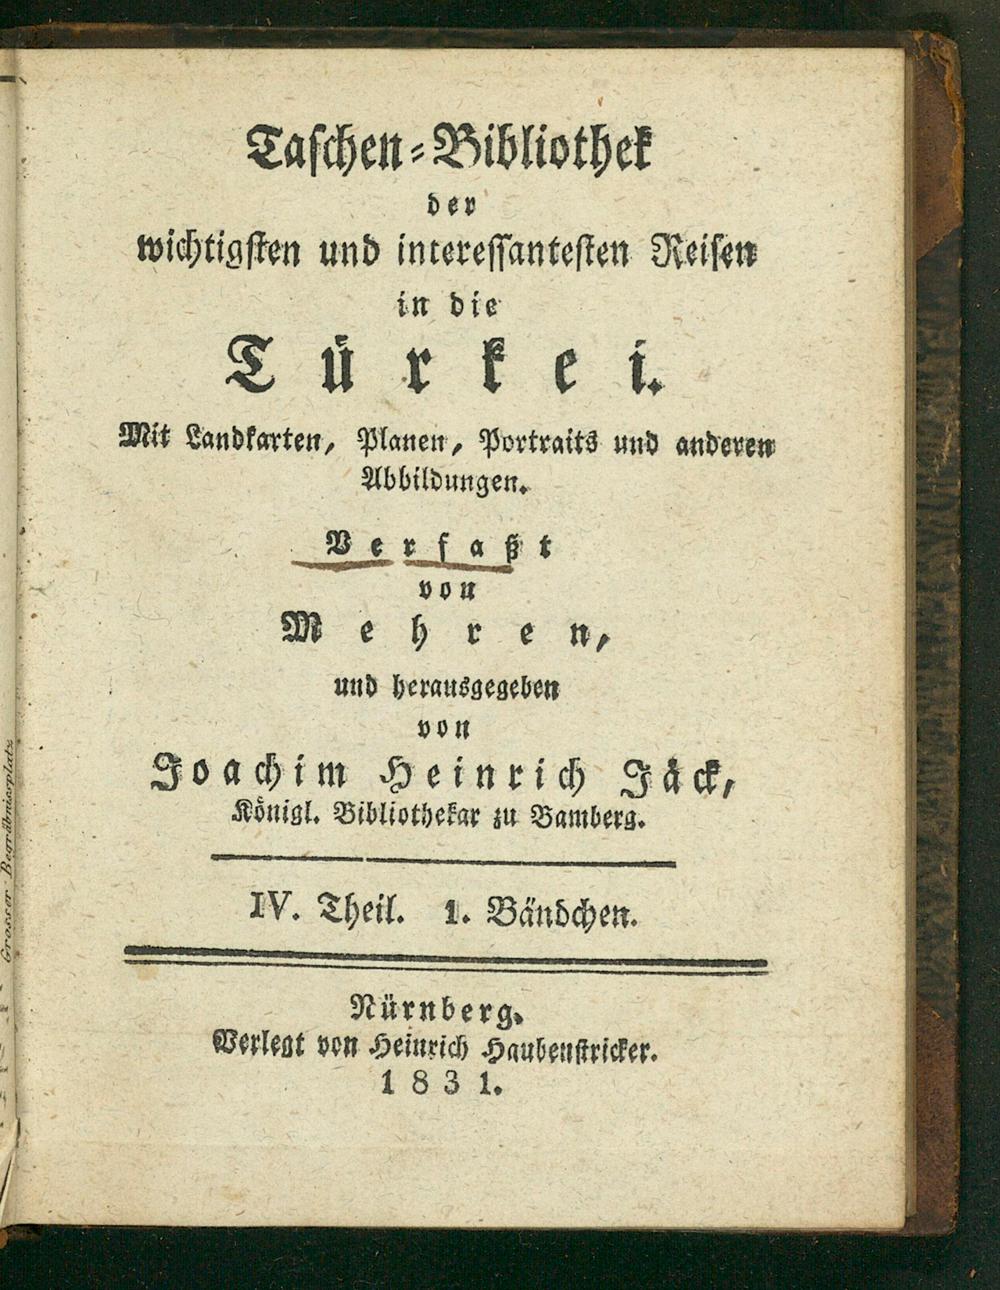 Taschen-Bibliothek
der
wichtigsten und interessantesten Reisen
in die
Türkei.
Mit Landkarten, Planen, Portraits und anderen
Abbildungen.
Verfaßt
von
Mehren,
und herausgegeben
von
Joachim Heinrich Jäck,
Königl. Bibliothekar zu Bamberg.
IV. Theil. 1. Bändchen.
Nürnberg.
Verlegt von Heinrich Haubenstricker.
1831.
Grosser Begräbnissplatz